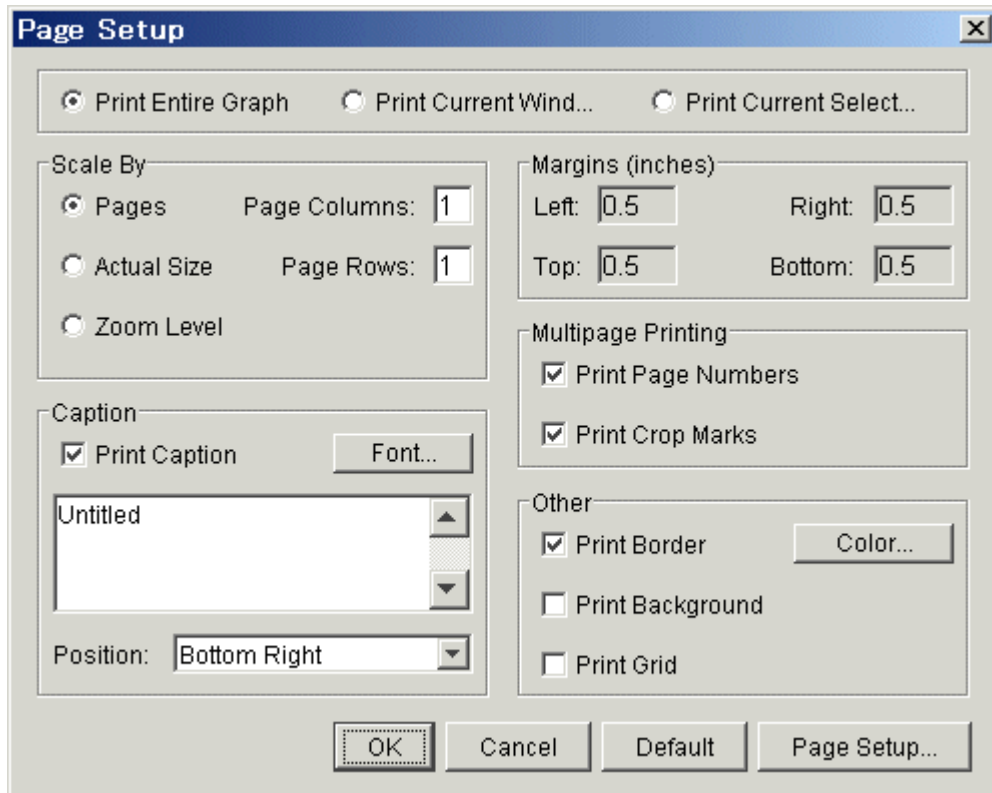 Page Setup
Print Entire Graph Print Current Wind... Print Current Select...
Scale By
Pages Page Columns: 1
Actual Size Page Rows: 1
Zoom Level
Margins (inches)
Left: 0.5 Right: 0.5
Top: 0.5 Bottom: 0.5
Multipage Printing
Print Page Numbers
Print Crop Marks
Caption
Print Caption Font...
Untitled
Position: Bottom Right
Other
Print Border Color...
Print Background
Print Grid
OK Cancel Default Page Setup...